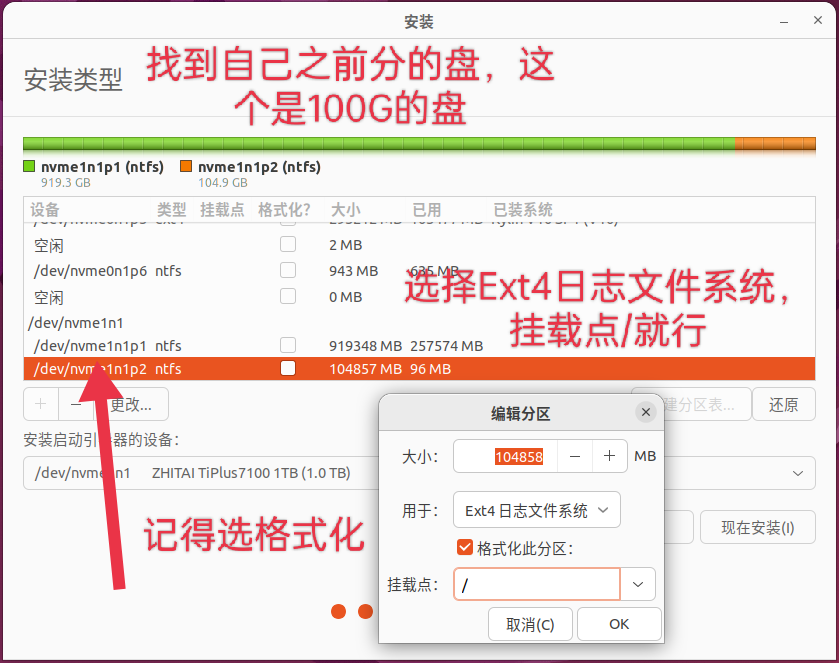 安装
找到自己之前分的盘，这
个是100G的盘
安装类型
nvme1n1p1 (ntfs)
919.3 GB
nvme1n1p2 (ntfs)
104.9 GB
设备 类型 挂载点 格式化？ 大小 已用 已装系统
空闲 2 MB
/dev/nvme0n1p6 ntfs 943 MB 635 MB
空闲 0 MB
选择Ext4日志文件系统，
挂载点/就行
/dev/nvme1n1
/dev/nvme1n1p1 ntfs 919348 MB 257574 MB
/dev/nvme1n1p2 ntfs 104857 MB 96 MB
+ − 更改... 建分区表... 还原
安装启动引 器的设备：
/dev/nvme n1 ZHITAI TiPlus7100 1TB (1.0 TB)
记得选格式化
现在安装(I)
编辑分区
大小： 104858 − + MB
用于： Ext4 日志文件系统
格式化此分区：
挂载点： /
取消(C) OK